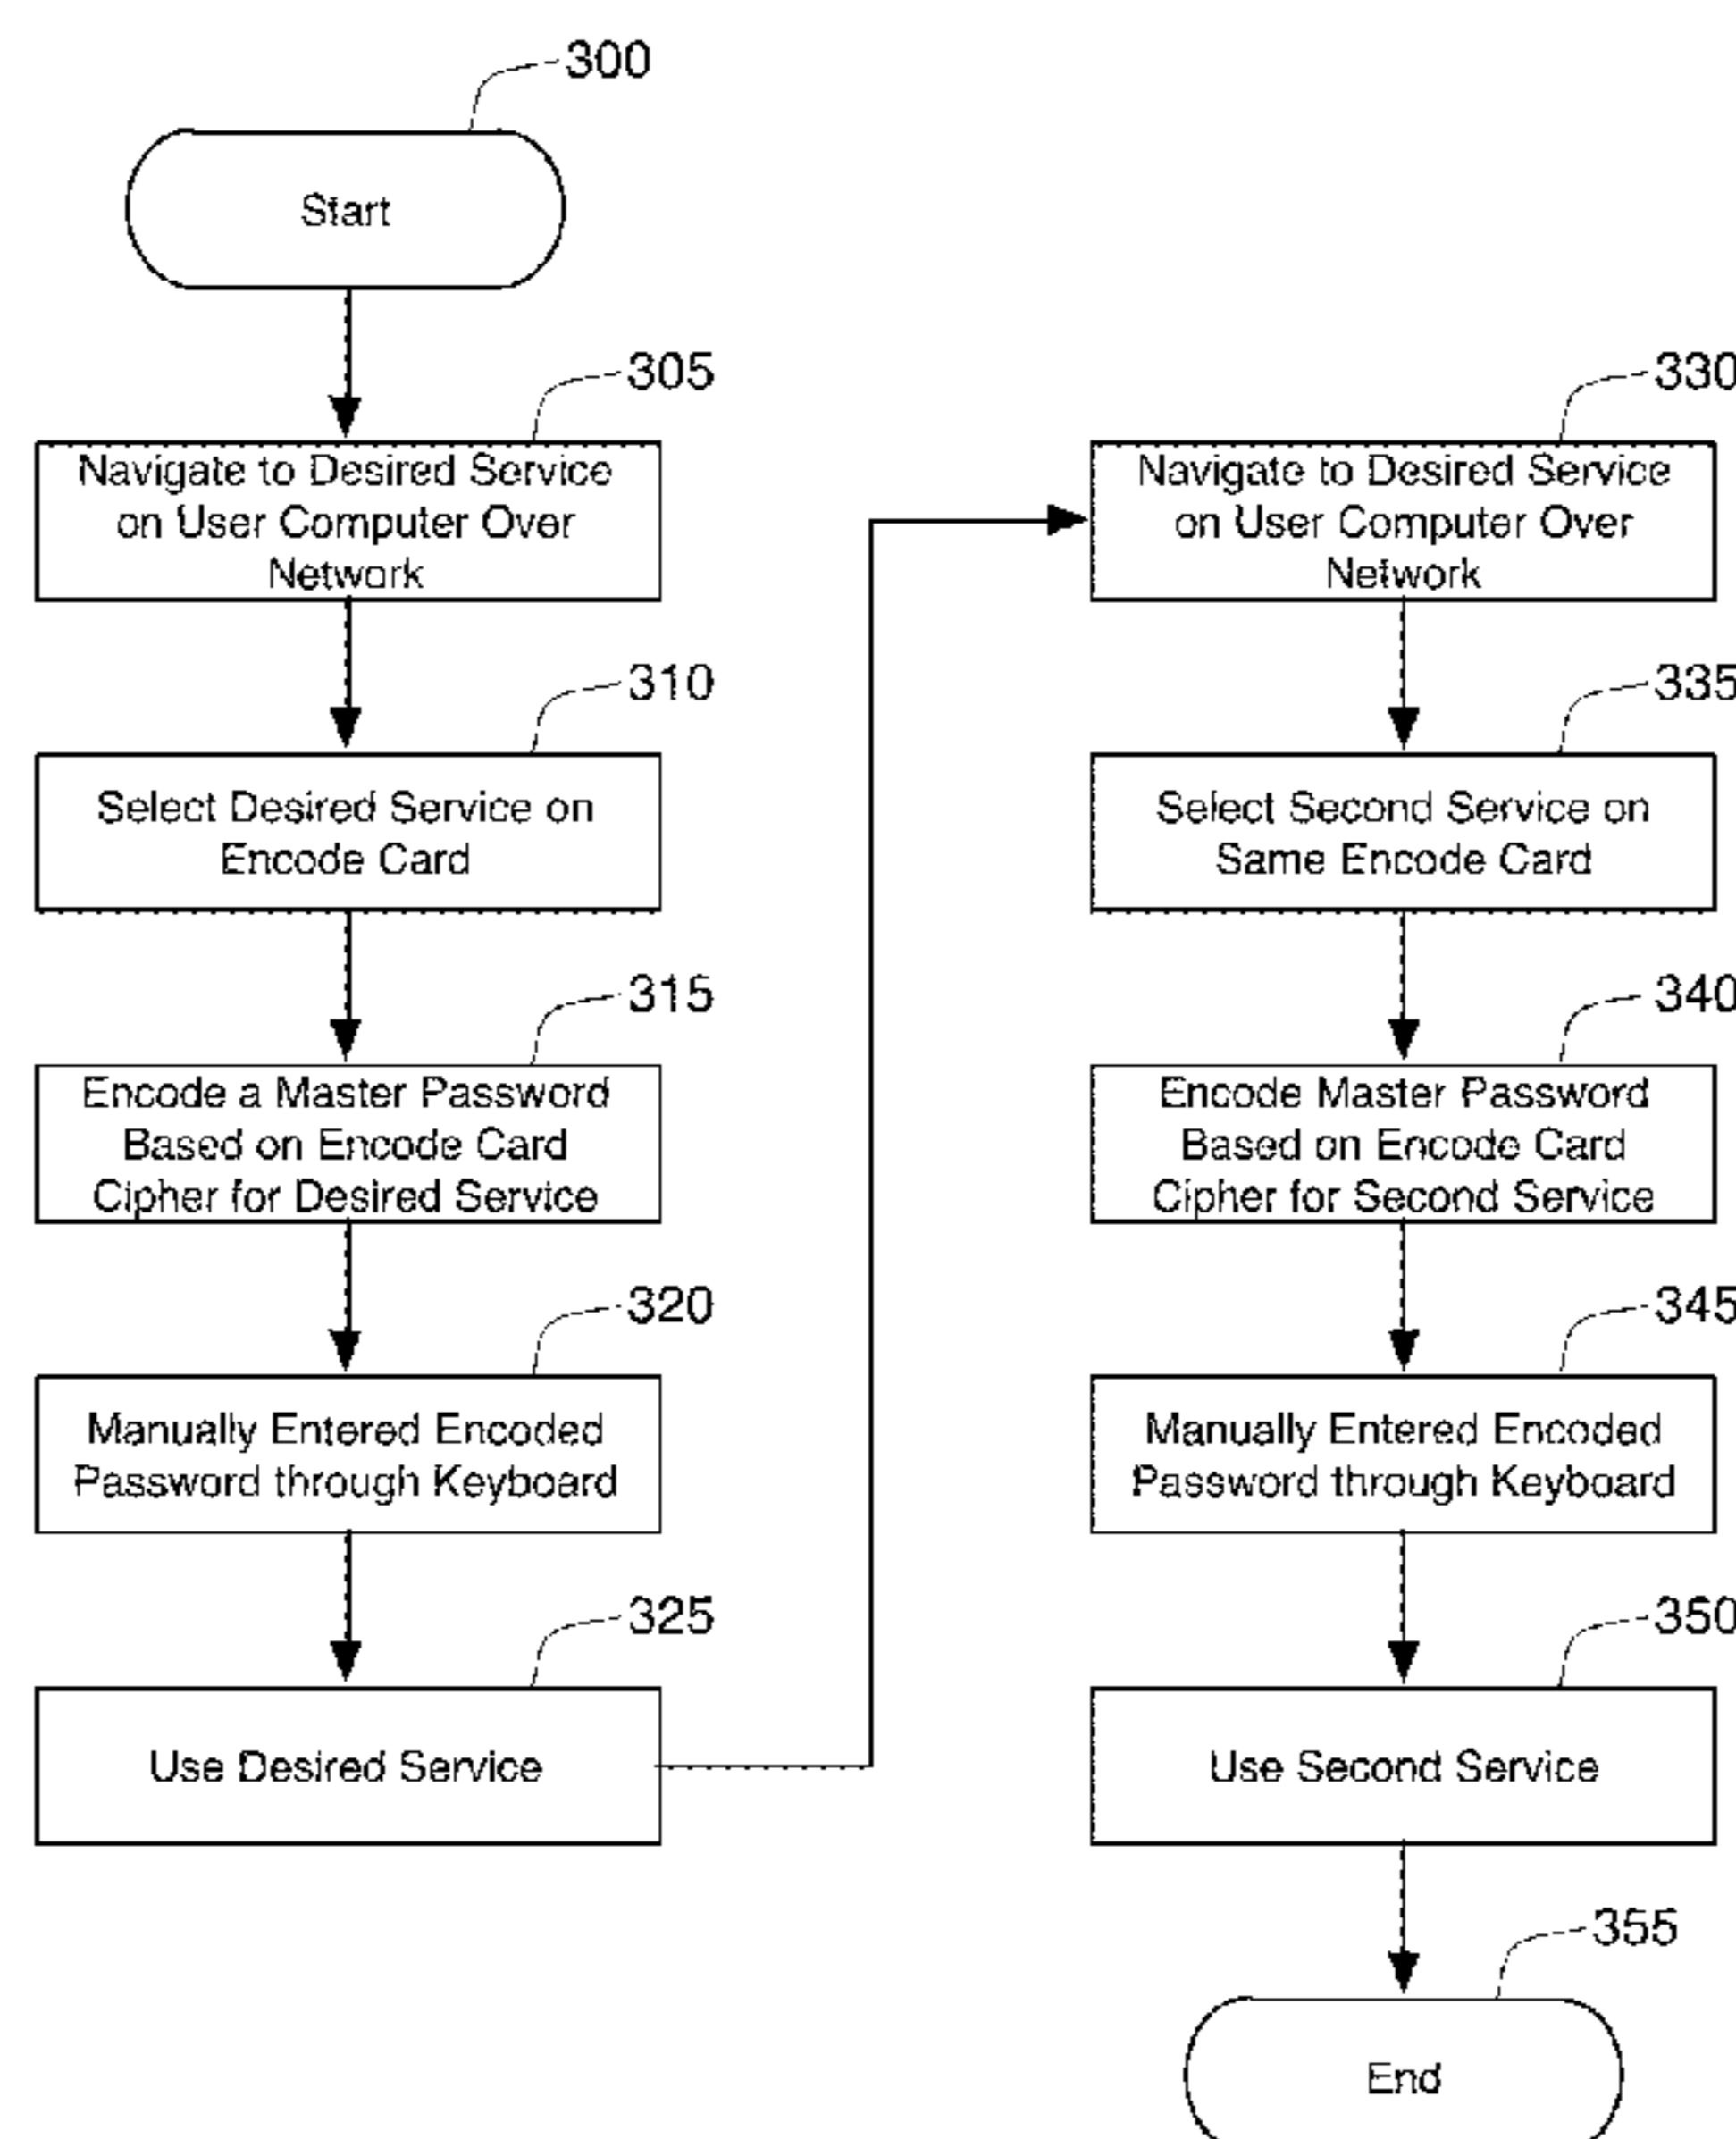 300
Start
305
Navigate to Desired Service
on User Computer Over
Network
310
Select Desired Service on
Encode Card
315
Encode a Master Password
Based on Encode Card
Cipher for Desired Service
320
Manually Entered Encoded
Password through Keyboard
325
Use Desired Service
330
Navigate to Desired Service
on User Computer Over
Network
335
Select Second Service on
Same Encode Card
340
Encode Master Password
Based on Encode Card
Cipher for Second Service
345
Manually Entered Encoded
Password through Keyboard
350
Use Second Service
355
End